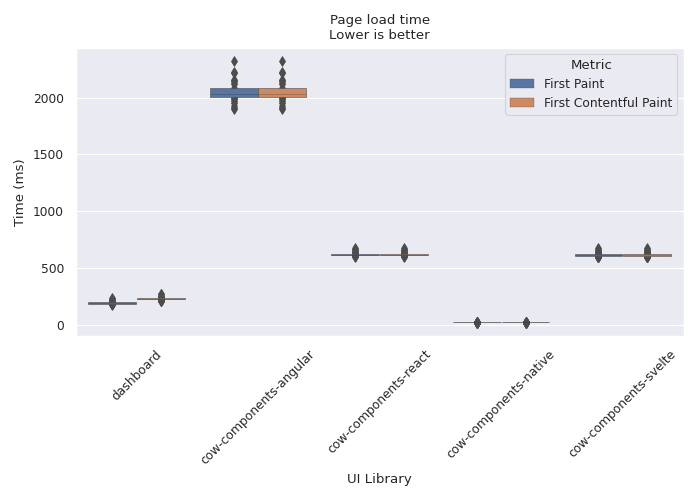 Page load time
Lower is better
Metric
First Paint
First Contentful Paint
Time (ms)
2000
1500
1000
500
0
dashboard
cow-components-angular
cow-components-react
cow-components-native
cow-components-svelte
UI Library